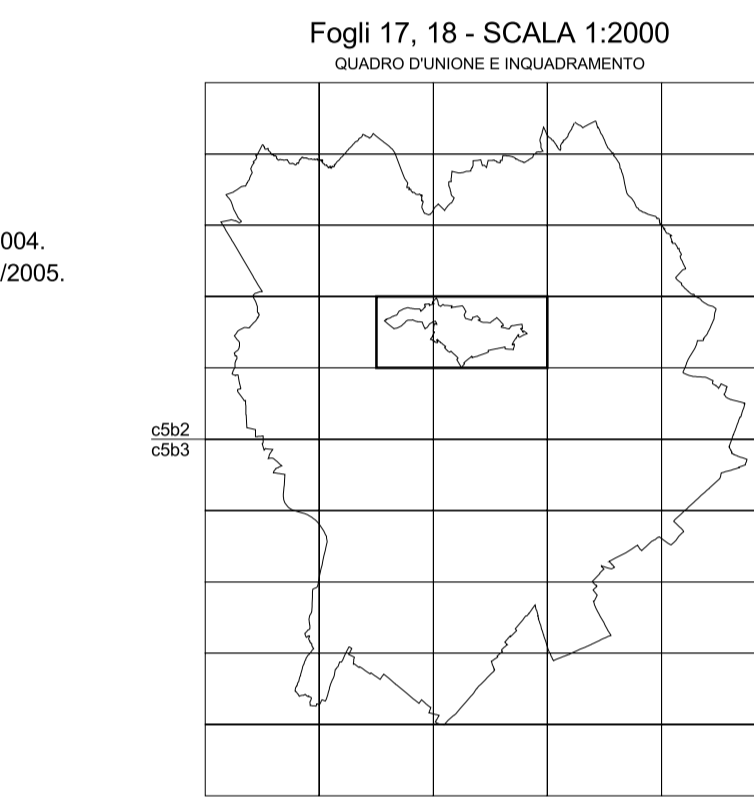 Fogli 17, 18 - SCALA 1:2000
QUADRO D'UNIONE E INQUADRAMENTO
004.
/2005.
c5b2
c5b3